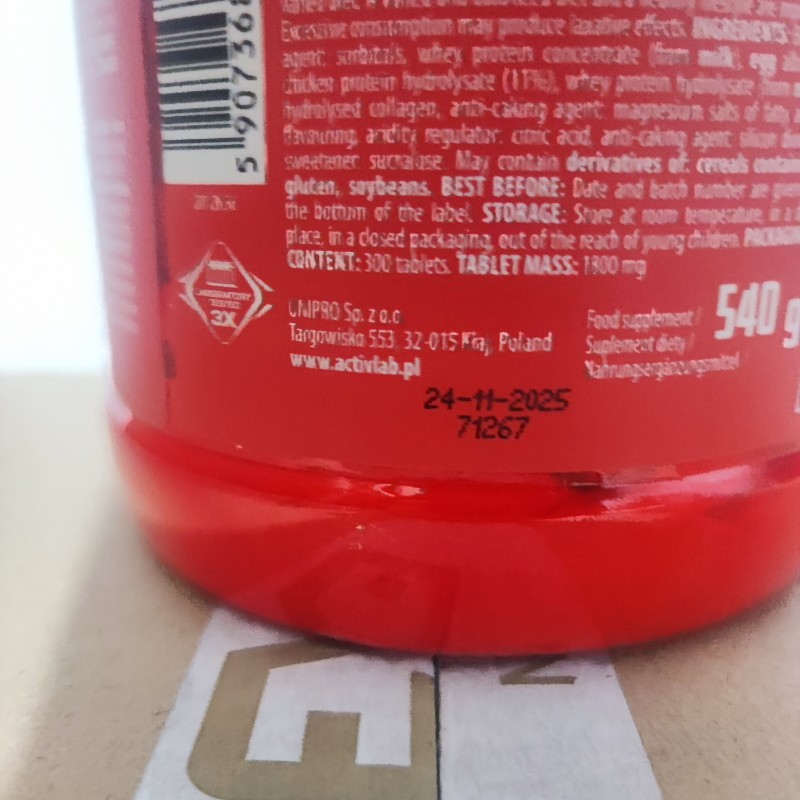 Excessive consumption may produce laxative effects. INGREDIENTS:
agent: sorbitols, whey protein concentrate (from milk), egg
chicken protein hydrolysate (11%), whey protein hydrolysate from
hydrolysed collagen, anti-caking agent: magnesium salts of fatty
flavouring, acidity regulator: citric acid, anti-caking agent: silicon
sweetener: sucralose. May contain derivatives of: cereals
gluten, soybeans. BEST BEFORE: Date and batch number are
the bottom of the label. STORAGE: Store at room temperature, in a
place, in a closed packaging, out of the reach of young children.
CONTENT: 300 tablets. TABLET MASS: 1800 mg
5 907368
LABORATORY
TESTED
3X
UNIPRO Sp. z o.o.
Targowisko 553, 32-015 Kłaj, Poland
www.activlab.pl
Food supplement /
Suplement diety /
Nahrungsergänzungsmittel
540 g
24-11-2025
71267